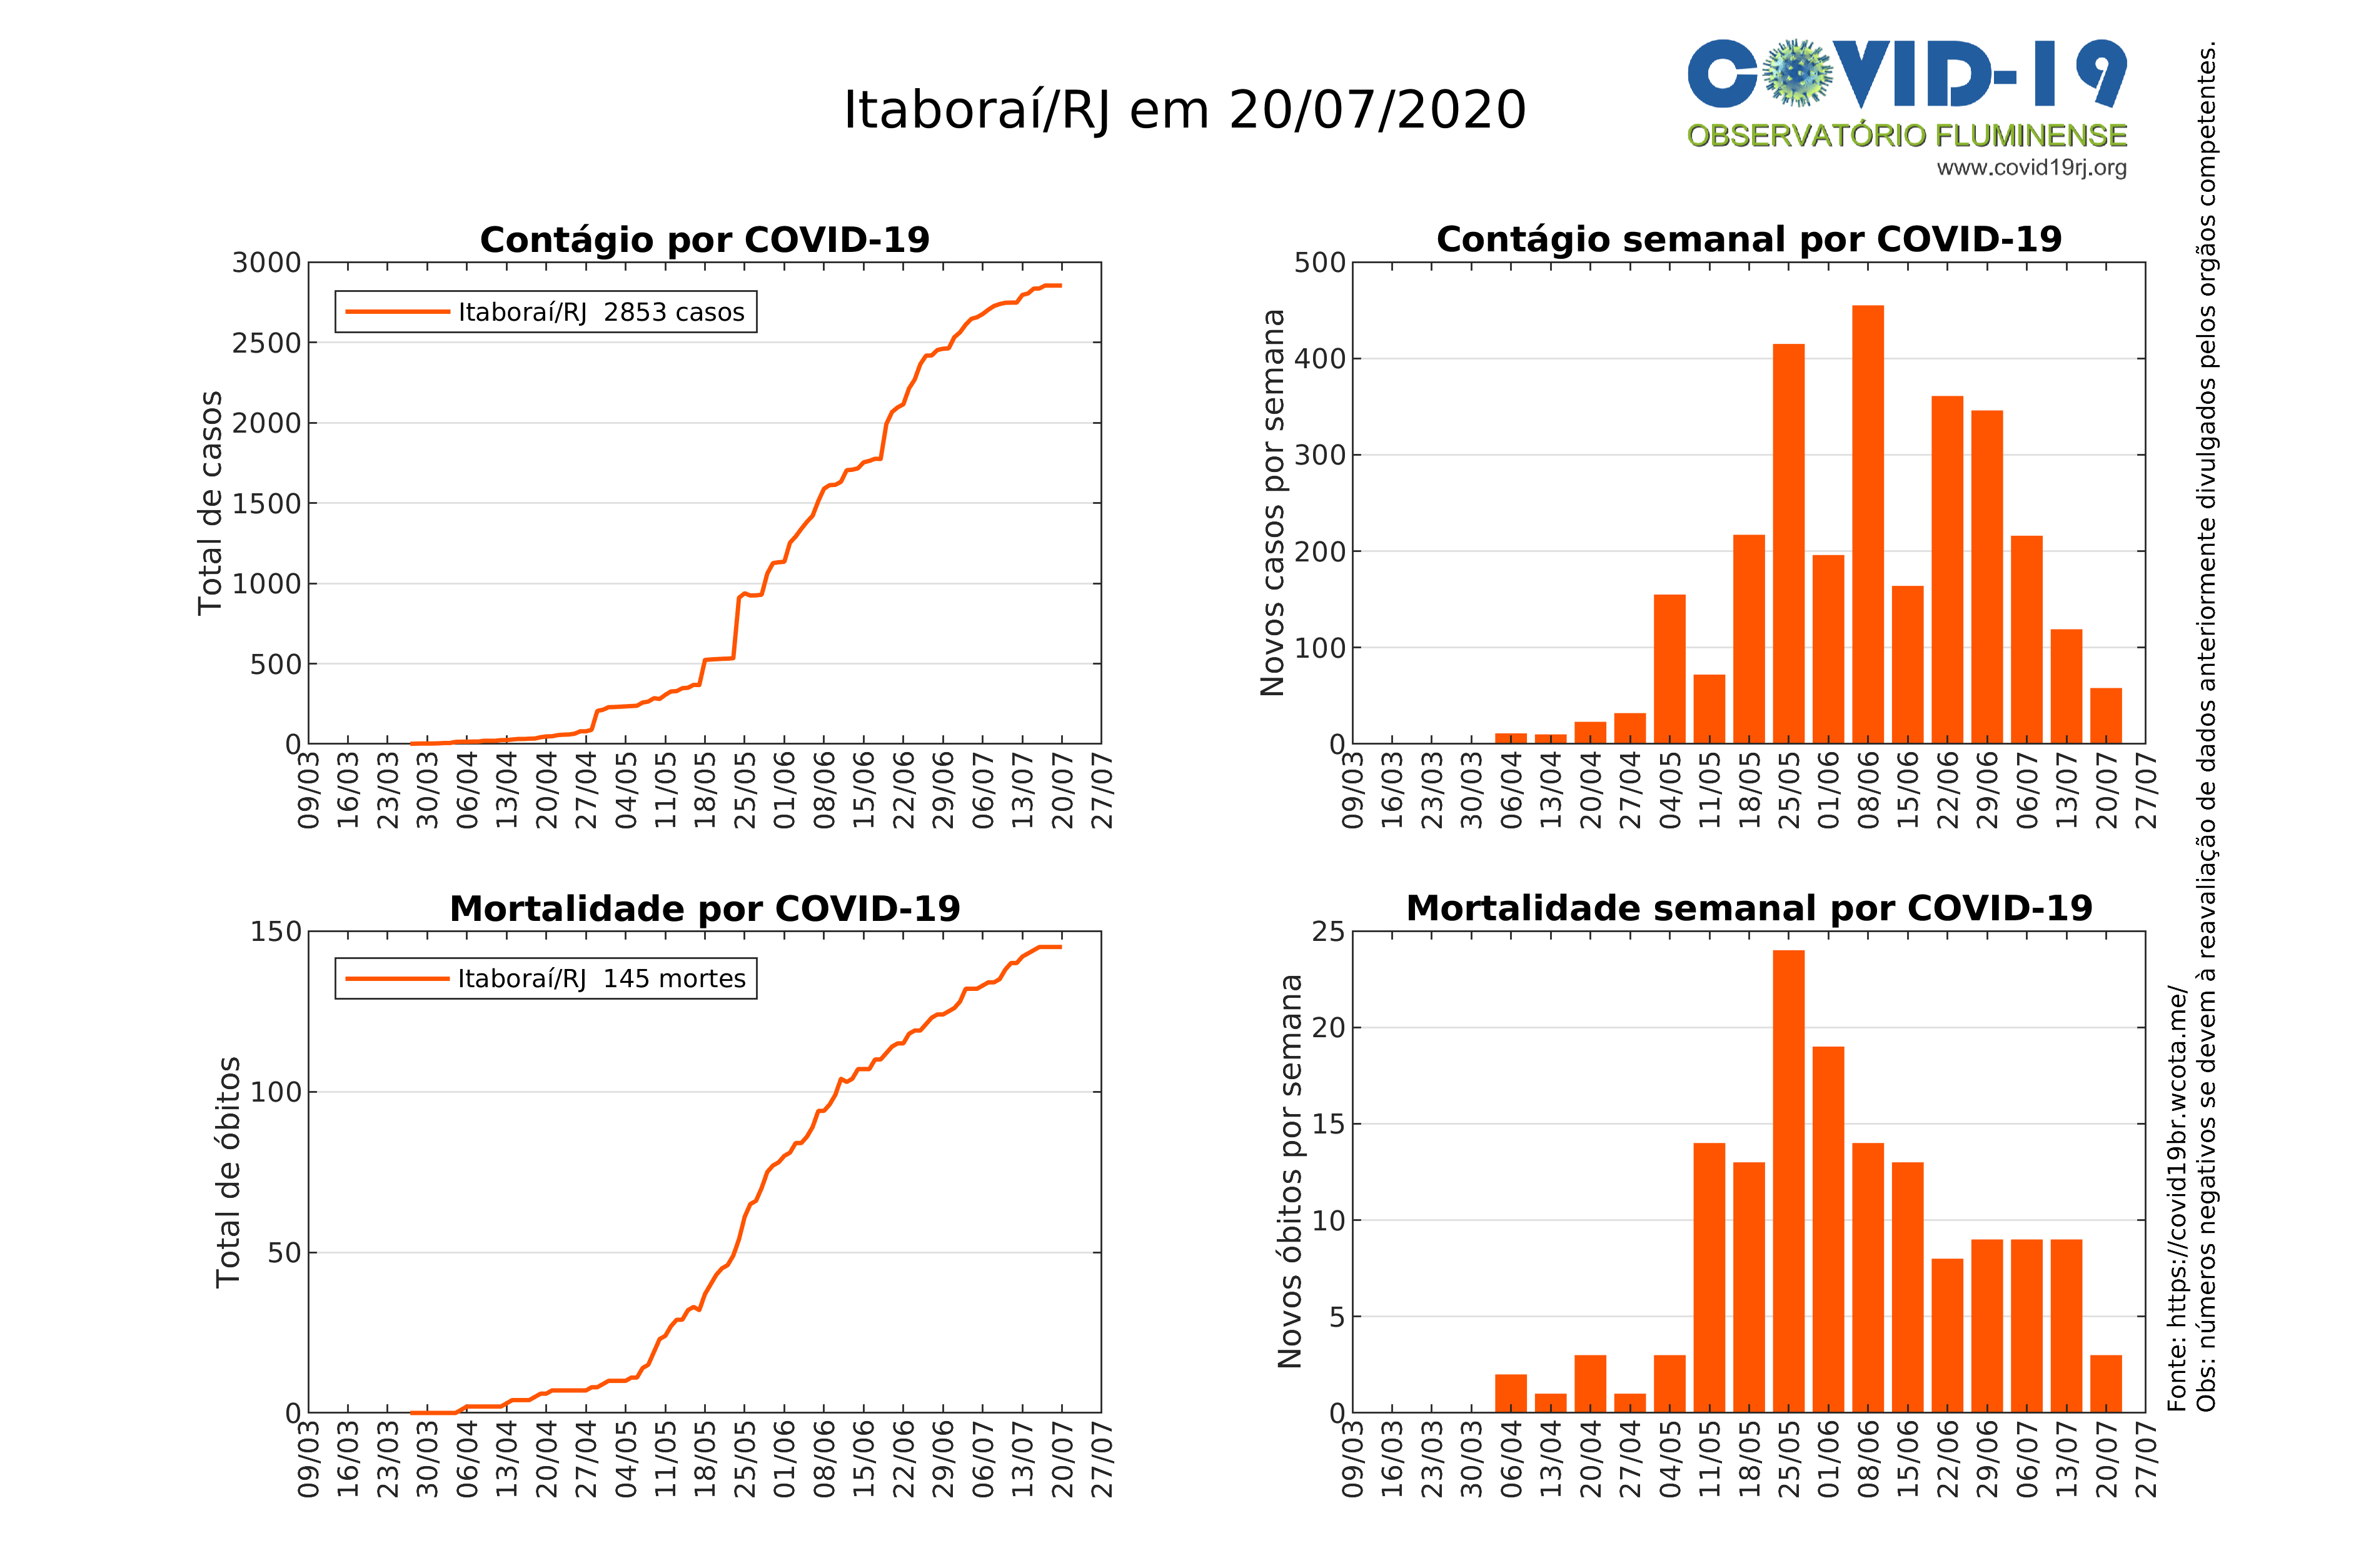 Itaboraí/RJ em 20/07/2020
COVID-19
OBSERVATÓRIO FLUMINENSE
www.covid19rj.org
Contágio por COVID-19
Total de casos
3000
2500
2000
1500
1000
500
0
Itaboraí/RJ 2853 casos
09/03 16/03 23/03 30/03 06/04 13/04 20/04 27/04 04/05 11/05 18/05 25/05 01/06 08/06 15/06 22/06 29/06 06/07 13/07 20/07 27/07
Contágio semanal por COVID-19
Novos casos por semana
500
400
300
200
100
0
09/03 16/03 23/03 30/03 06/04 13/04 20/04 27/04 04/05 11/05 18/05 25/05 01/06 08/06 15/06 22/06 29/06 06/07 13/07 20/07 27/07
Mortalidade por COVID-19
Total de óbitos
150
100
50
0
Itaboraí/RJ 145 mortes
09/03 16/03 23/03 30/03 06/04 13/04 20/04 27/04 04/05 11/05 18/05 25/05 01/06 08/06 15/06 22/06 29/06 06/07 13/07 20/07 27/07
Mortalidade semanal por COVID-19
Novos óbitos por semana
25
20
15
10
5
0
09/03 16/03 23/03 30/03 06/04 13/04 20/04 27/04 04/05 11/05 18/05 25/05 01/06 08/06 15/06 22/06 29/06 06/07 13/07 20/07 27/07
Fonte: https://covid19br.wcota.me/
Obs: números negativos se devem à reavaliação de dados anteriormente divulgados pelos orgãos competentes.